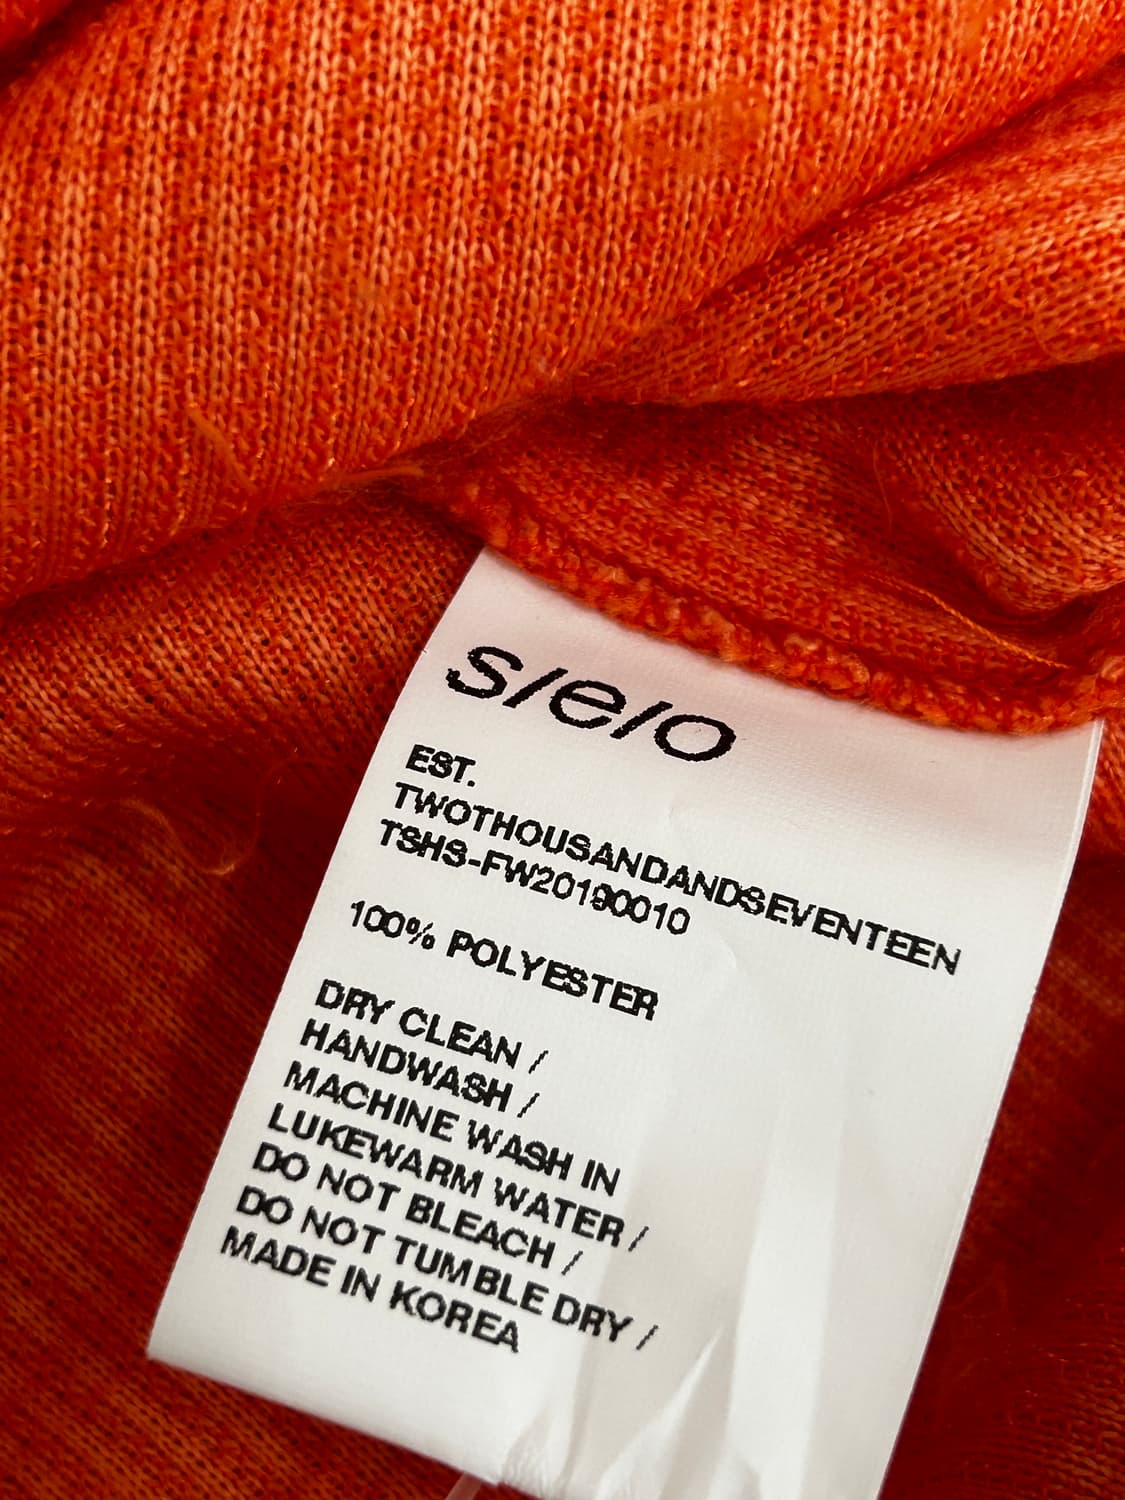 s/e/o
EST.
TWOTHOUSANDANDSEVENTEEN
TSHS-FW20190010
100% POLYESTER
DRY CLEAN /
HANDWASH /
MACHINE WASH IN
LUKEWARM WATER /
DO NOT BLEACH /
DO NOT TUMBLE DRY /
MADE IN KOREA